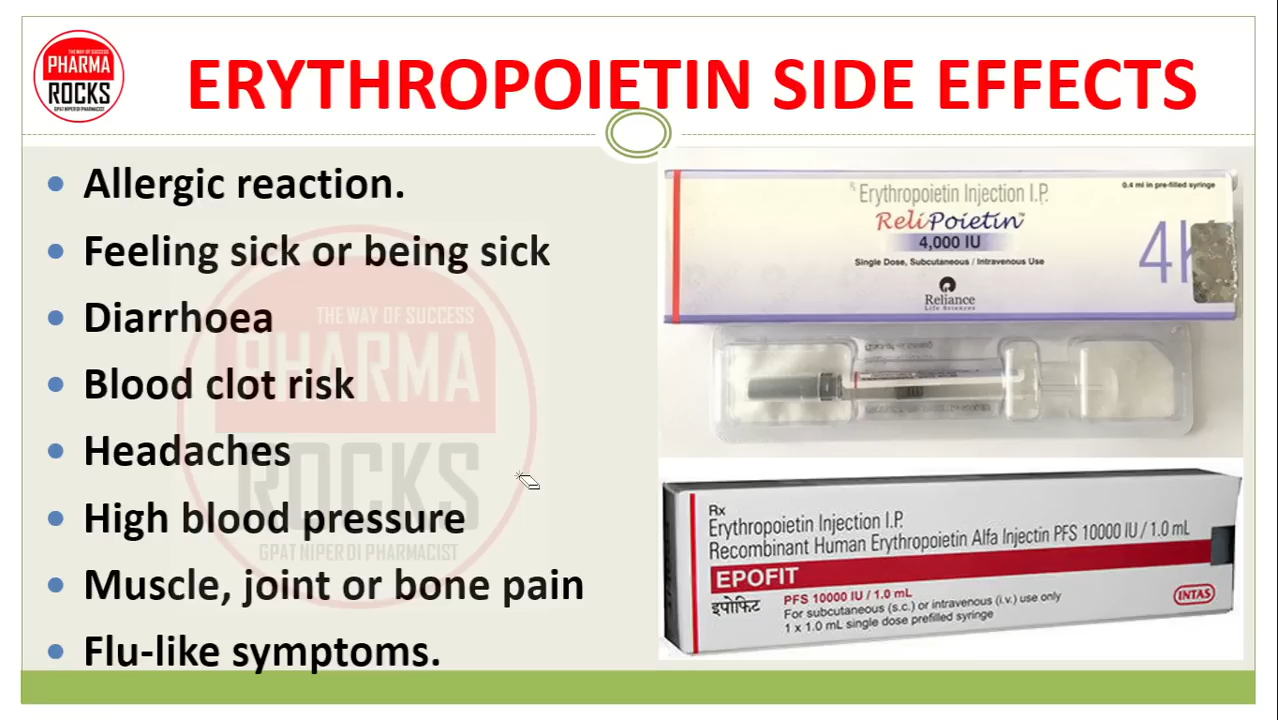 THE WAY OF SUCCESS
PHARMA
ROCKS
GPAT NIPER DI PHARMACIST
ERYTHROPOIETIN SIDE EFFECTS
• Allergic reaction.
• Feeling sick or being sick
• Diarrhoea
• Blood clot risk
• Headaches
• High blood pressure
• Muscle, joint or bone pain
• Flu-like symptoms.
THE WAY OF SUCCESS
PHARMA
ROCKS
GPAT NIPER DI PHARMACIST
0.4 ml in pre-filled syringe
Erythropoietin Injection I.P.
ReliPoietin™
4,000 IU
4K
Single Dose, Subcutaneous / Intravenous Use
Reliance
Life Sciences
Rx
Erythropoietin Injection I.P.
Recombinant Human Erythropoietin Alfa Injectin PFS 10000 IU / 1.0 mL
EPOFIT
इपोफिट
PFS 10000 IU / 1.0 mL
For subcutaneous (s.c.) or intravenous (i.v.) use only
1 x 1.0 mL single dose prefilled syringe
INTAS